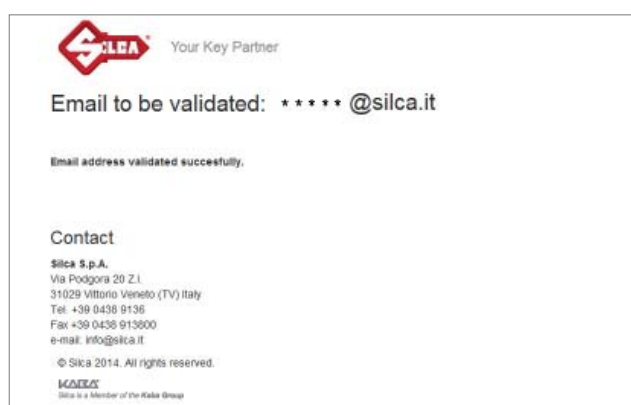 SILCA
Your Key Partner
Email to be validated: ***** @silca.it
Email address validated succesfully.
Contact
Silca S.p.A.
Via Podgora 20 Z.I.
31029 Vittorio Veneto (TV) Italy
Tel. +39 0438 9136
Fax +39 0438 913800
e-mail: info@silca.it
© Silca 2014. All rights reserved.
KABA
Silca is a Member of the Kaba Group